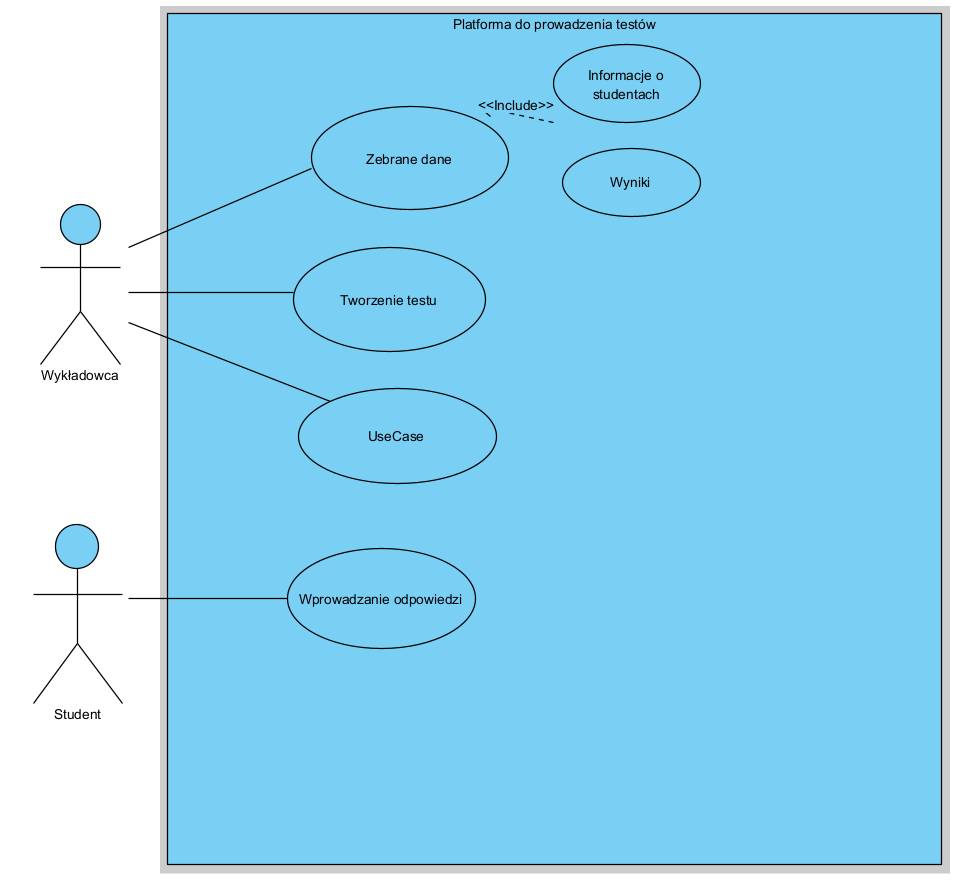 Platforma do prowadzenia testów
Informacje o
studentach
<<Include>>
Zebrane dane
Wyniki
Tworzenie testu
Wykładowca
UseCase
Wprowadzanie odpowiedzi
Student